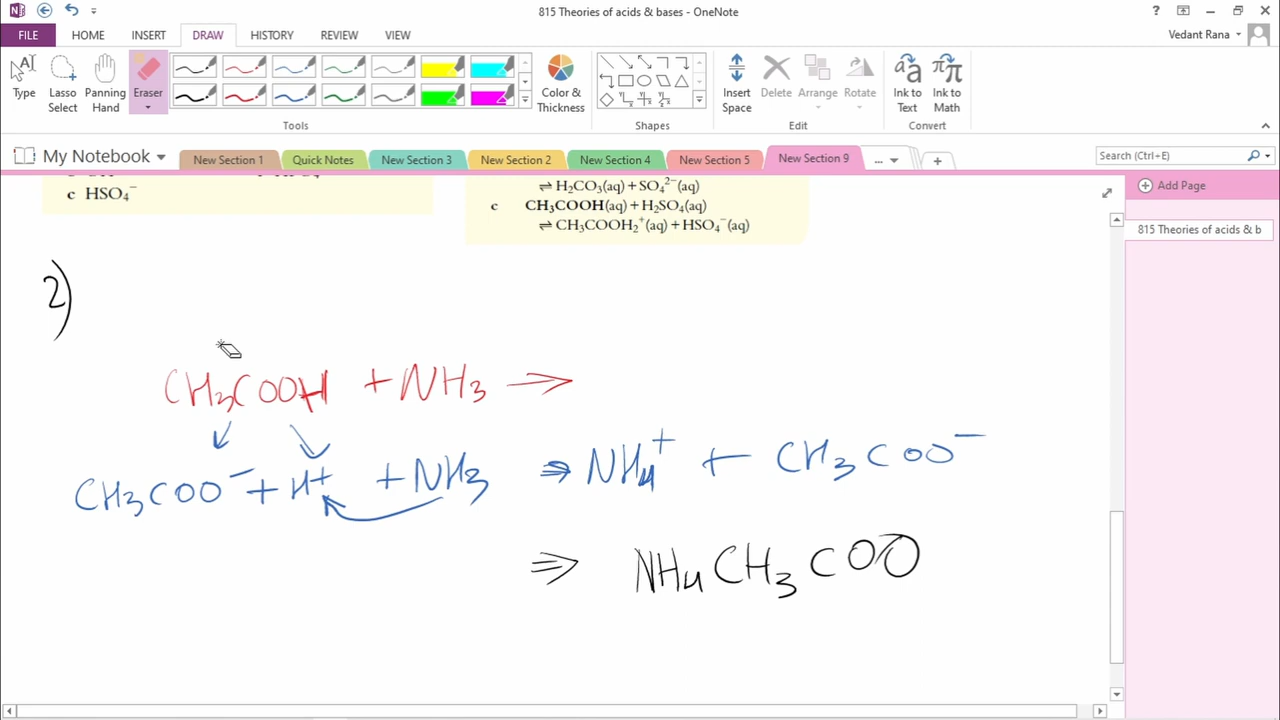 815 Theories of acids & bases - OneNote
FILE HOME INSERT DRAW HISTORY REVIEW VIEW
Vedant Rana
Type
Lasso Select
Panning Hand
Eraser
Color & Thickness
Insert Space
Delete
Arrange
Rotate
Ink to Text
Ink to Math
Tools
Shapes
Edit
Convert
My Notebook
New Section 1
Quick Notes
New Section 3
New Section 2
New Section 4
New Section 5
New Section 9
...
Search (Ctrl+E)
Add Page
815 Theories of acids & b
c HSO₄⁻
⇌ H₂CO₃(aq) + SO₄²⁻(aq)
c CH₃COOH(aq) + H₂SO₄(aq)
⇌ CH₃COOH₂⁺(aq) + HSO₄⁻(aq)
2)
CH₃COOH + NH₃ →
CH₃COO⁻ + H⁺ + NH₃ ⇒ NH₄⁺ + CH₃COO⁻
⇒ NH₄CH₃COO